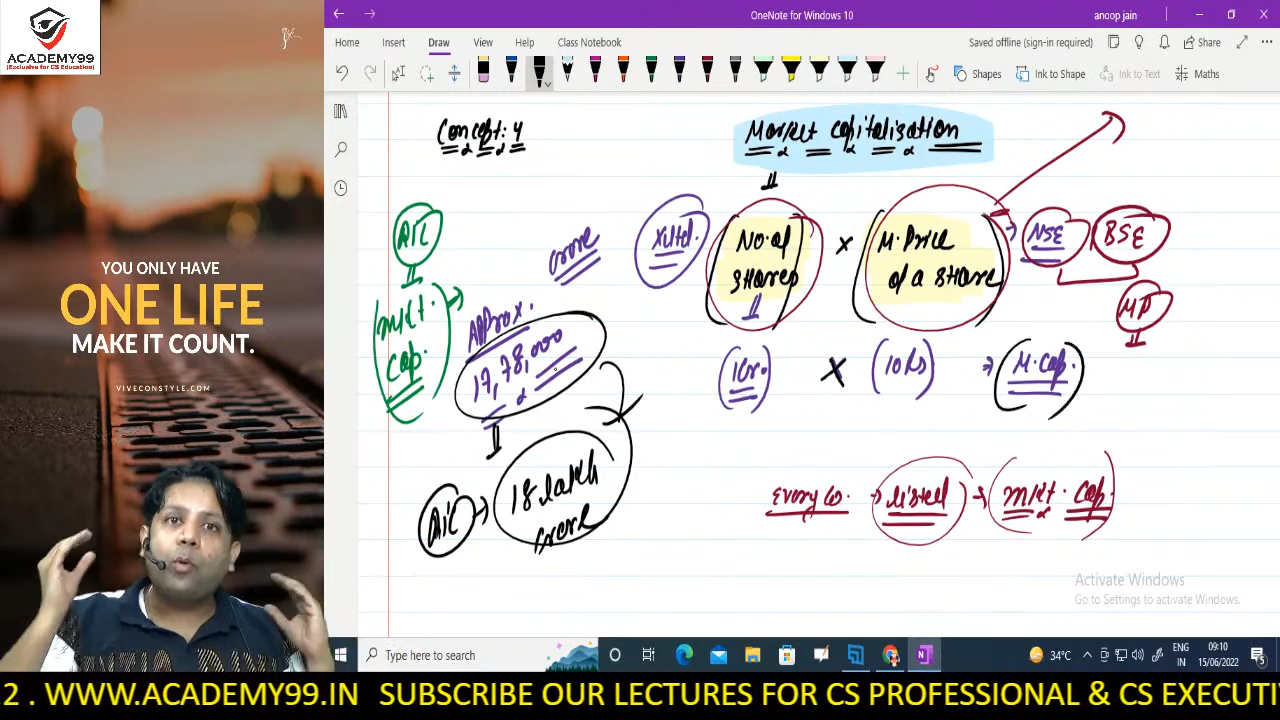 ACADEMY99
(Exclusive for CS Education)
YOU ONLY HAVE
ONE LIFE
MAKE IT COUNT.
VIVECONSTYLE.COM
OneNote for Windows 10
anoop jain
Home Insert Draw View Help Class Notebook
Saved offline (sign-in required)
Share
Shapes
Ink to Shape
Ink to Text
Maths
Concept: 4
Market Capitalisation
RIL
mkt.
Cap.
crore
Approx.
17,78,000
RIL
18 lakh
crore
X Ltd.
No. of
shares
×
M. Price
of a share
NSE
BSE
MP
1Cr.
×
10 Rs
M. Cap.
Every Co.
listed
mkt. Cap.
Activate Windows
Go to Settings to activate Windows.
Type here to search
34°C
ENG
IN
09:10
15/06/2022
5
2 . WWW.ACADEMY99.IN SUBSCRIBE OUR LECTURES FOR CS PROFESSIONAL & CS EXECUTI